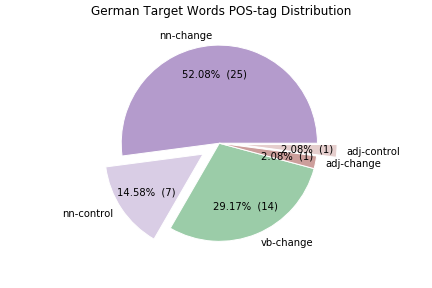 German Target Words POS-tag Distribution
nn-change
52.08%  (25)
2.08%  (1)
adj-control
2.08%  (1)
adj-change
14.58%  (7)
29.17%  (14)
nn-control
vb-change